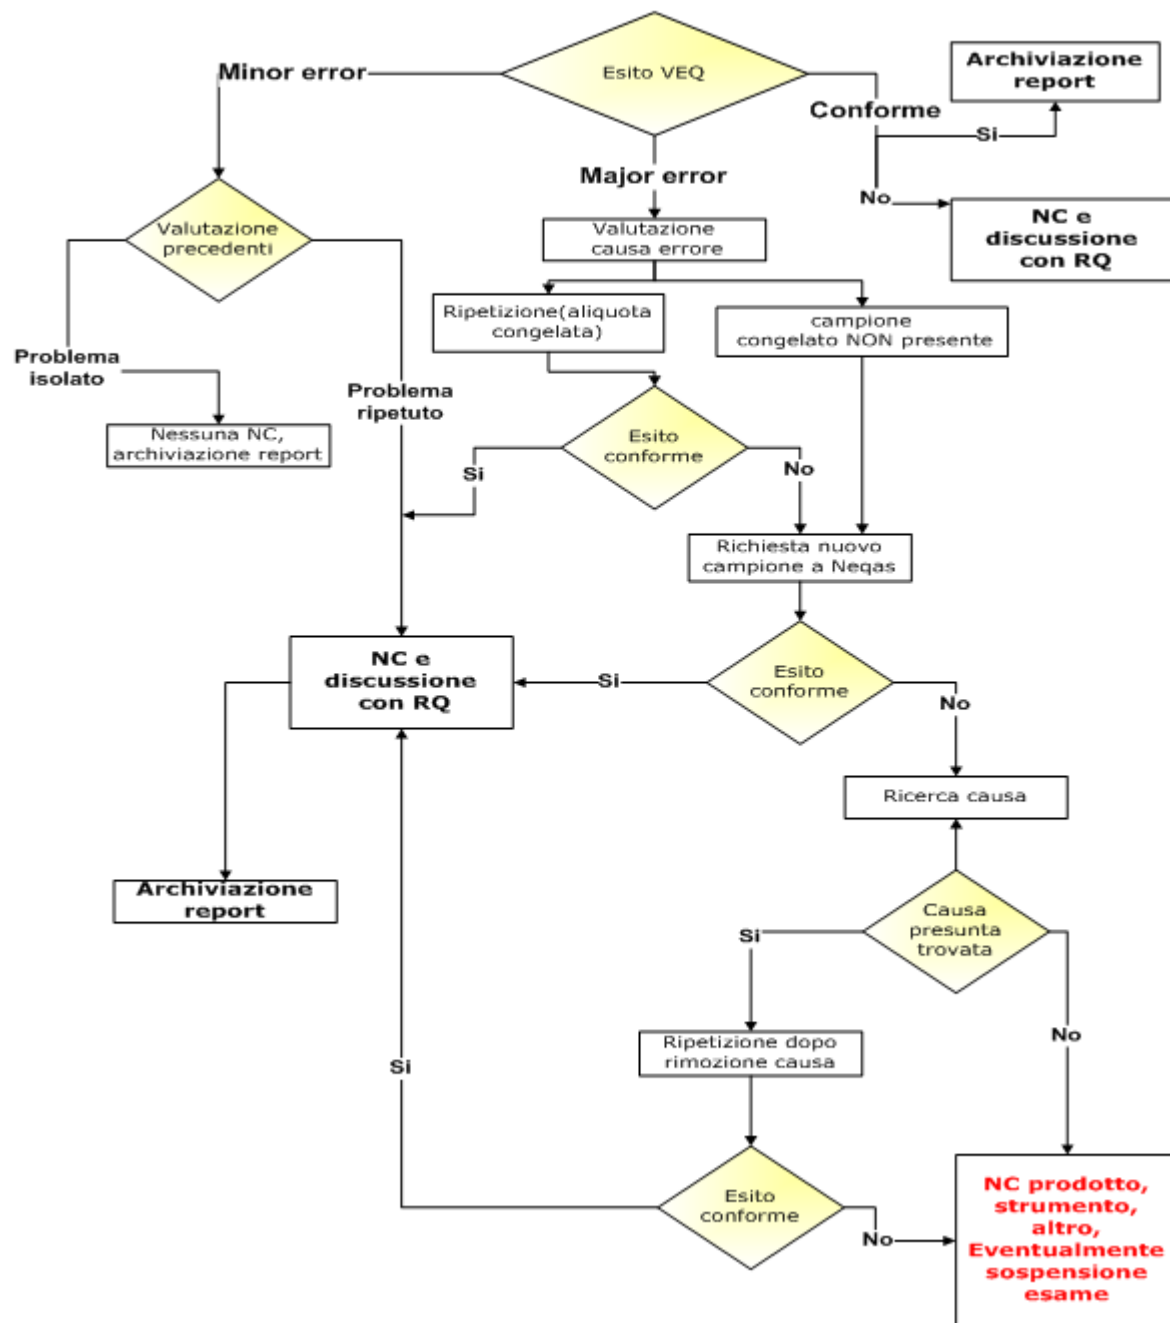 Esito VEQ
Minor error
Conforme
Archiviazione
report
Si
Major error
No
NC e
discussione
con RQ
Valutazione
precedenti
Valutazione
causa errore
Ripetizione(aliquota
congelata)
campione
congelato NON presente
Problema
isolato
Problema
ripetuto
Nessuna NC,
archiviazione report
Esito
conforme
Si
No
Richiesta nuovo
campione a Neqas
NC e
discussione
con RQ
Si
Esito
conforme
No
Ricerca causa
Archiviazione
report
Causa
presunta
trovata
Si
No
Ripetizione dopo
rimozione causa
Si
Esito
conforme
No
NC prodotto,
strumento,
altro,
Eventualmente
sospensione
esame